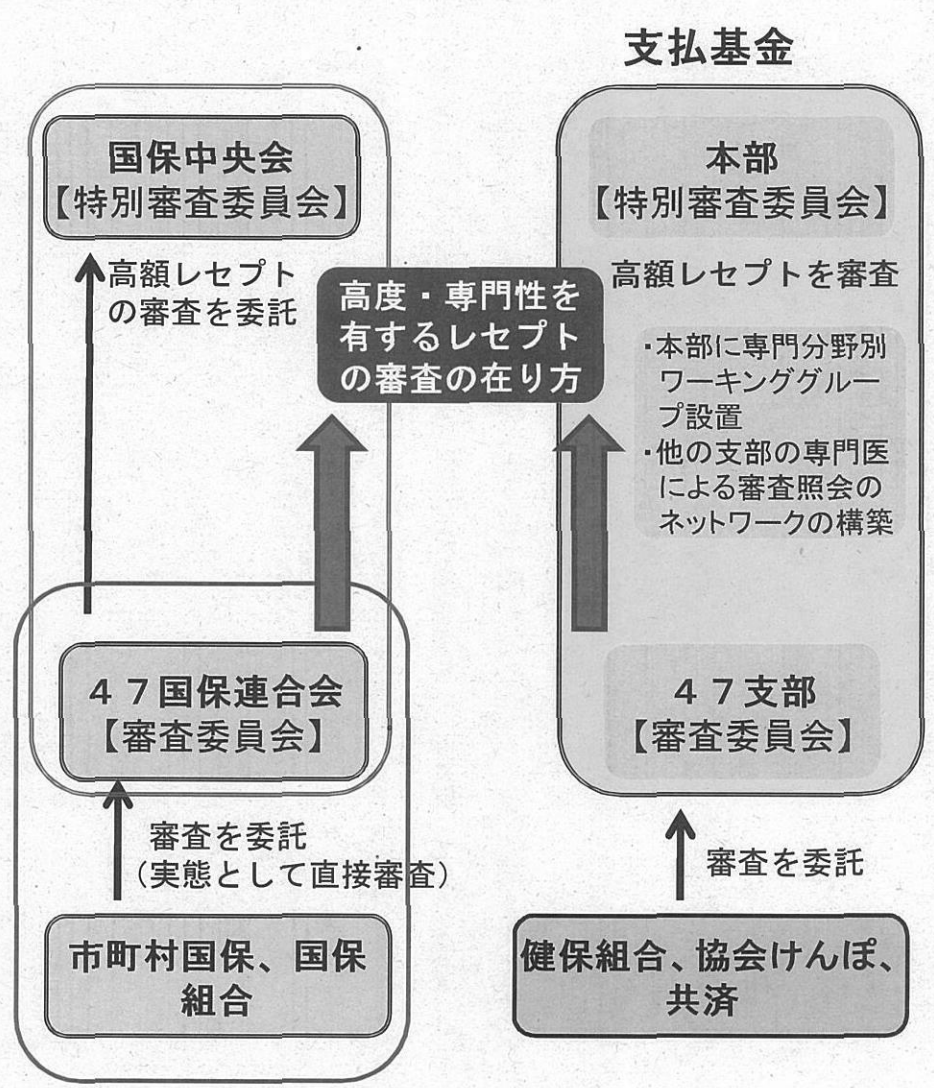 支払基金
国保中央会
【特別審査委員会】
高額レセプト
の審査を委託
高度・専門性を
有するレセプト
の審査の在り方
本部
【特別審査委員会】
高額レセプトを審査
・本部に専門分野別
ワーキンググルー
プ設置
・他の支部の専門医
による審査照会の
ネットワークの構築
47国保連合会
【審査委員会】
47支部
【審査委員会】
審査を委託
（実態として直接審査）
審査を委託
市町村国保、国保
組合
健保組合、協会けんぽ、
共済